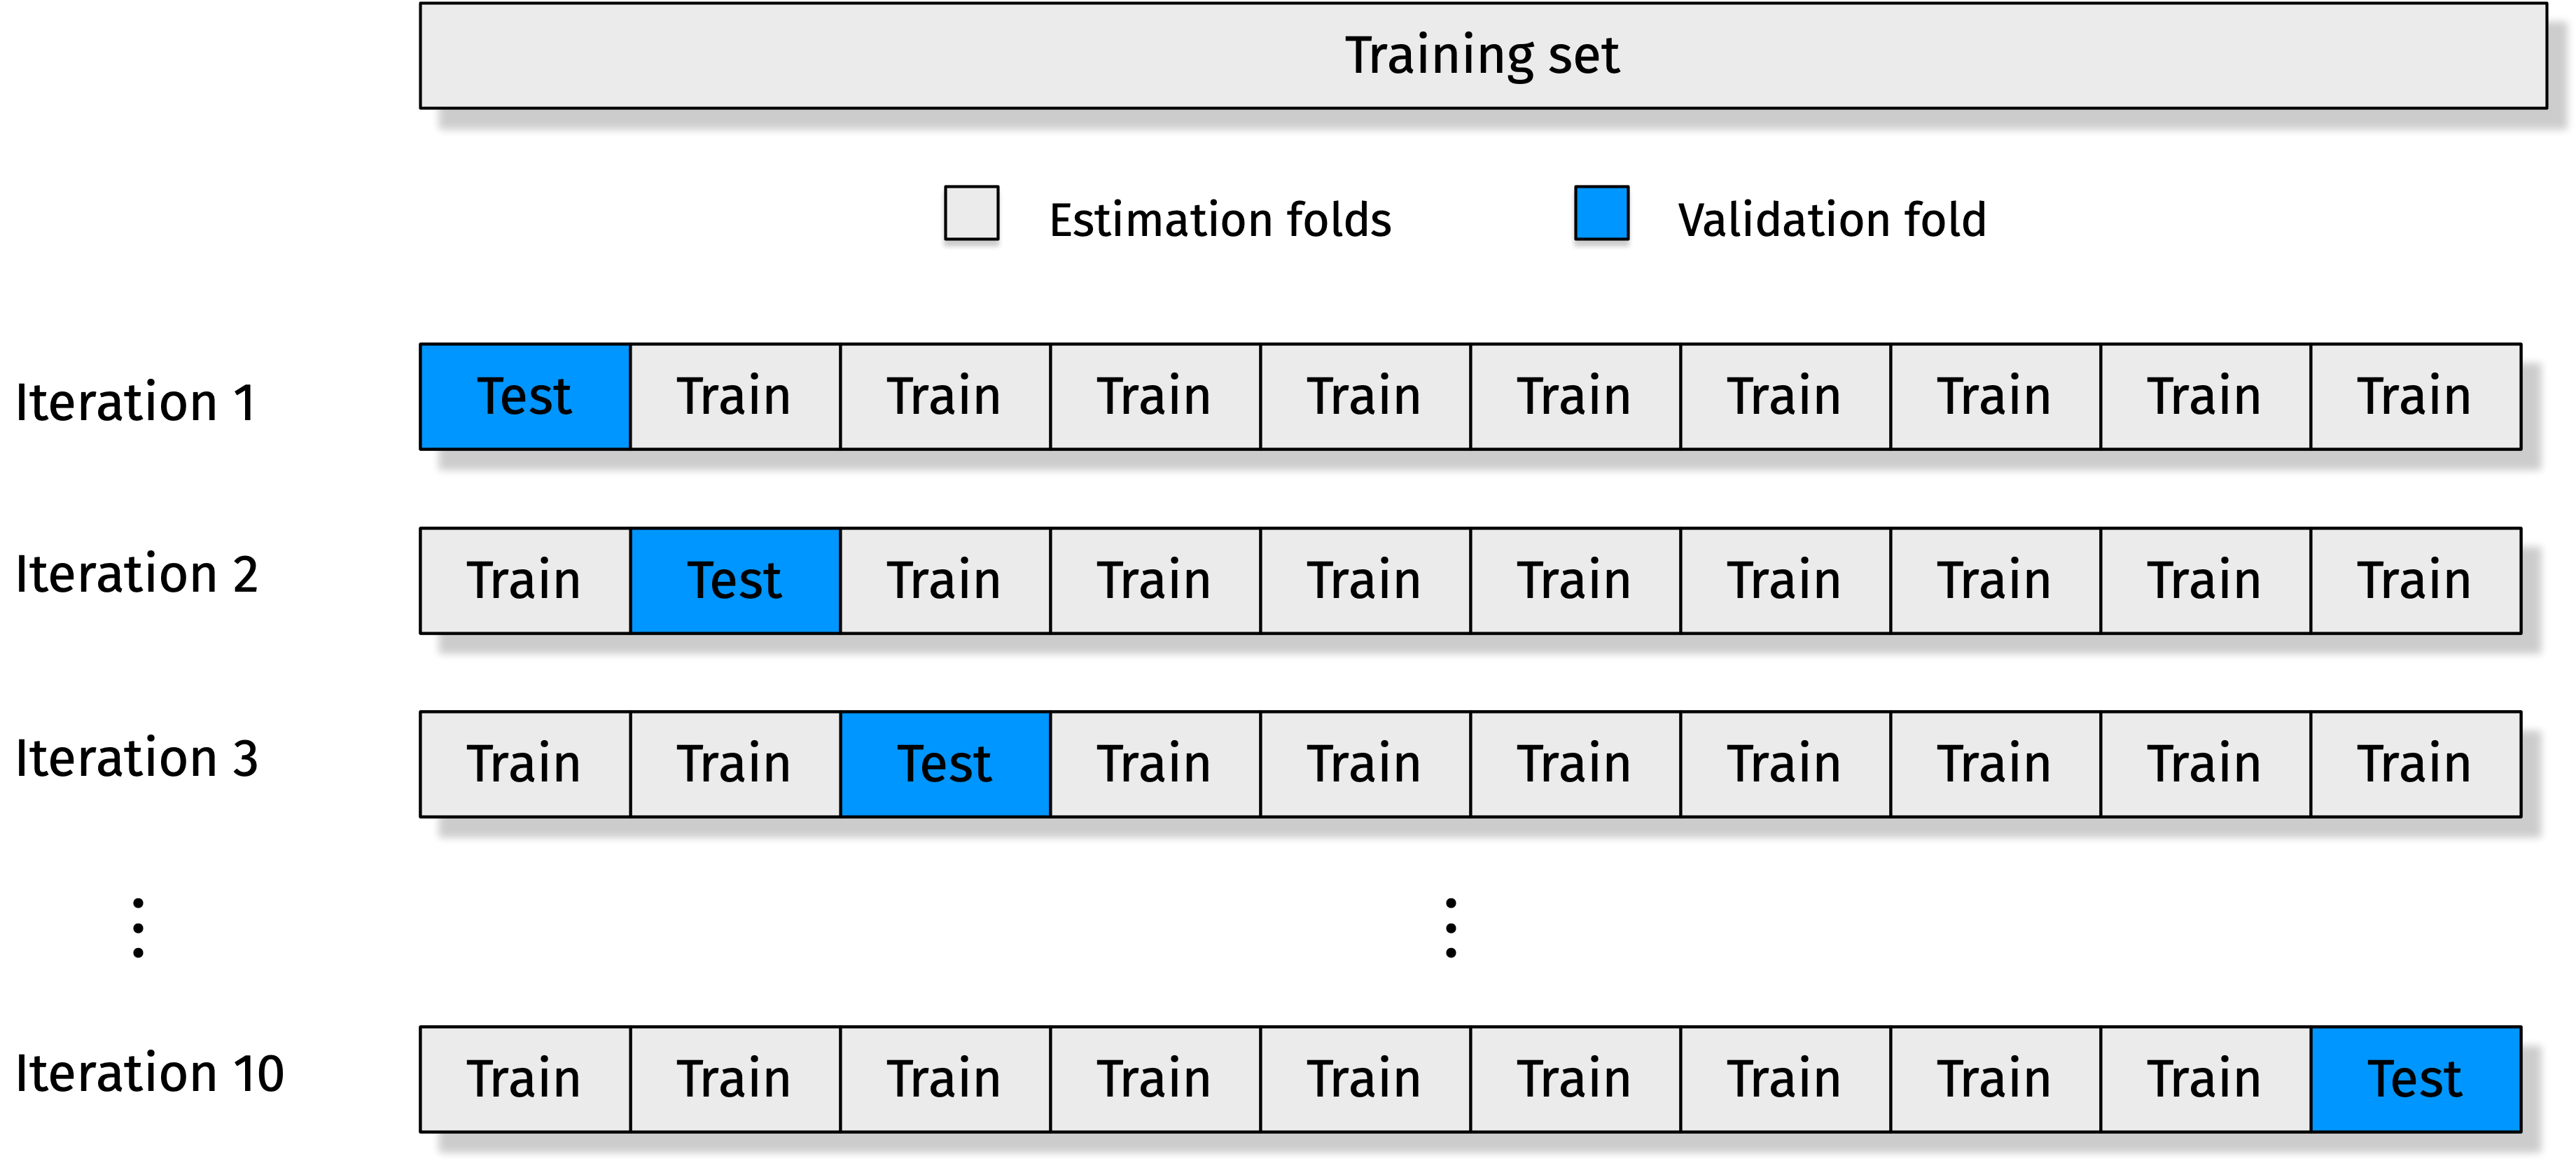 Training set
Estimation folds Validation fold
Iteration 1 Test Train Train Train Train Train Train Train Train Train
Iteration 2 Train Test Train Train Train Train Train Train Train Train
Iteration 3 Train Train Test Train Train Train Train Train Train Train
⋮ ⋮
Iteration 10 Train Train Train Train Train Train Train Train Train Test